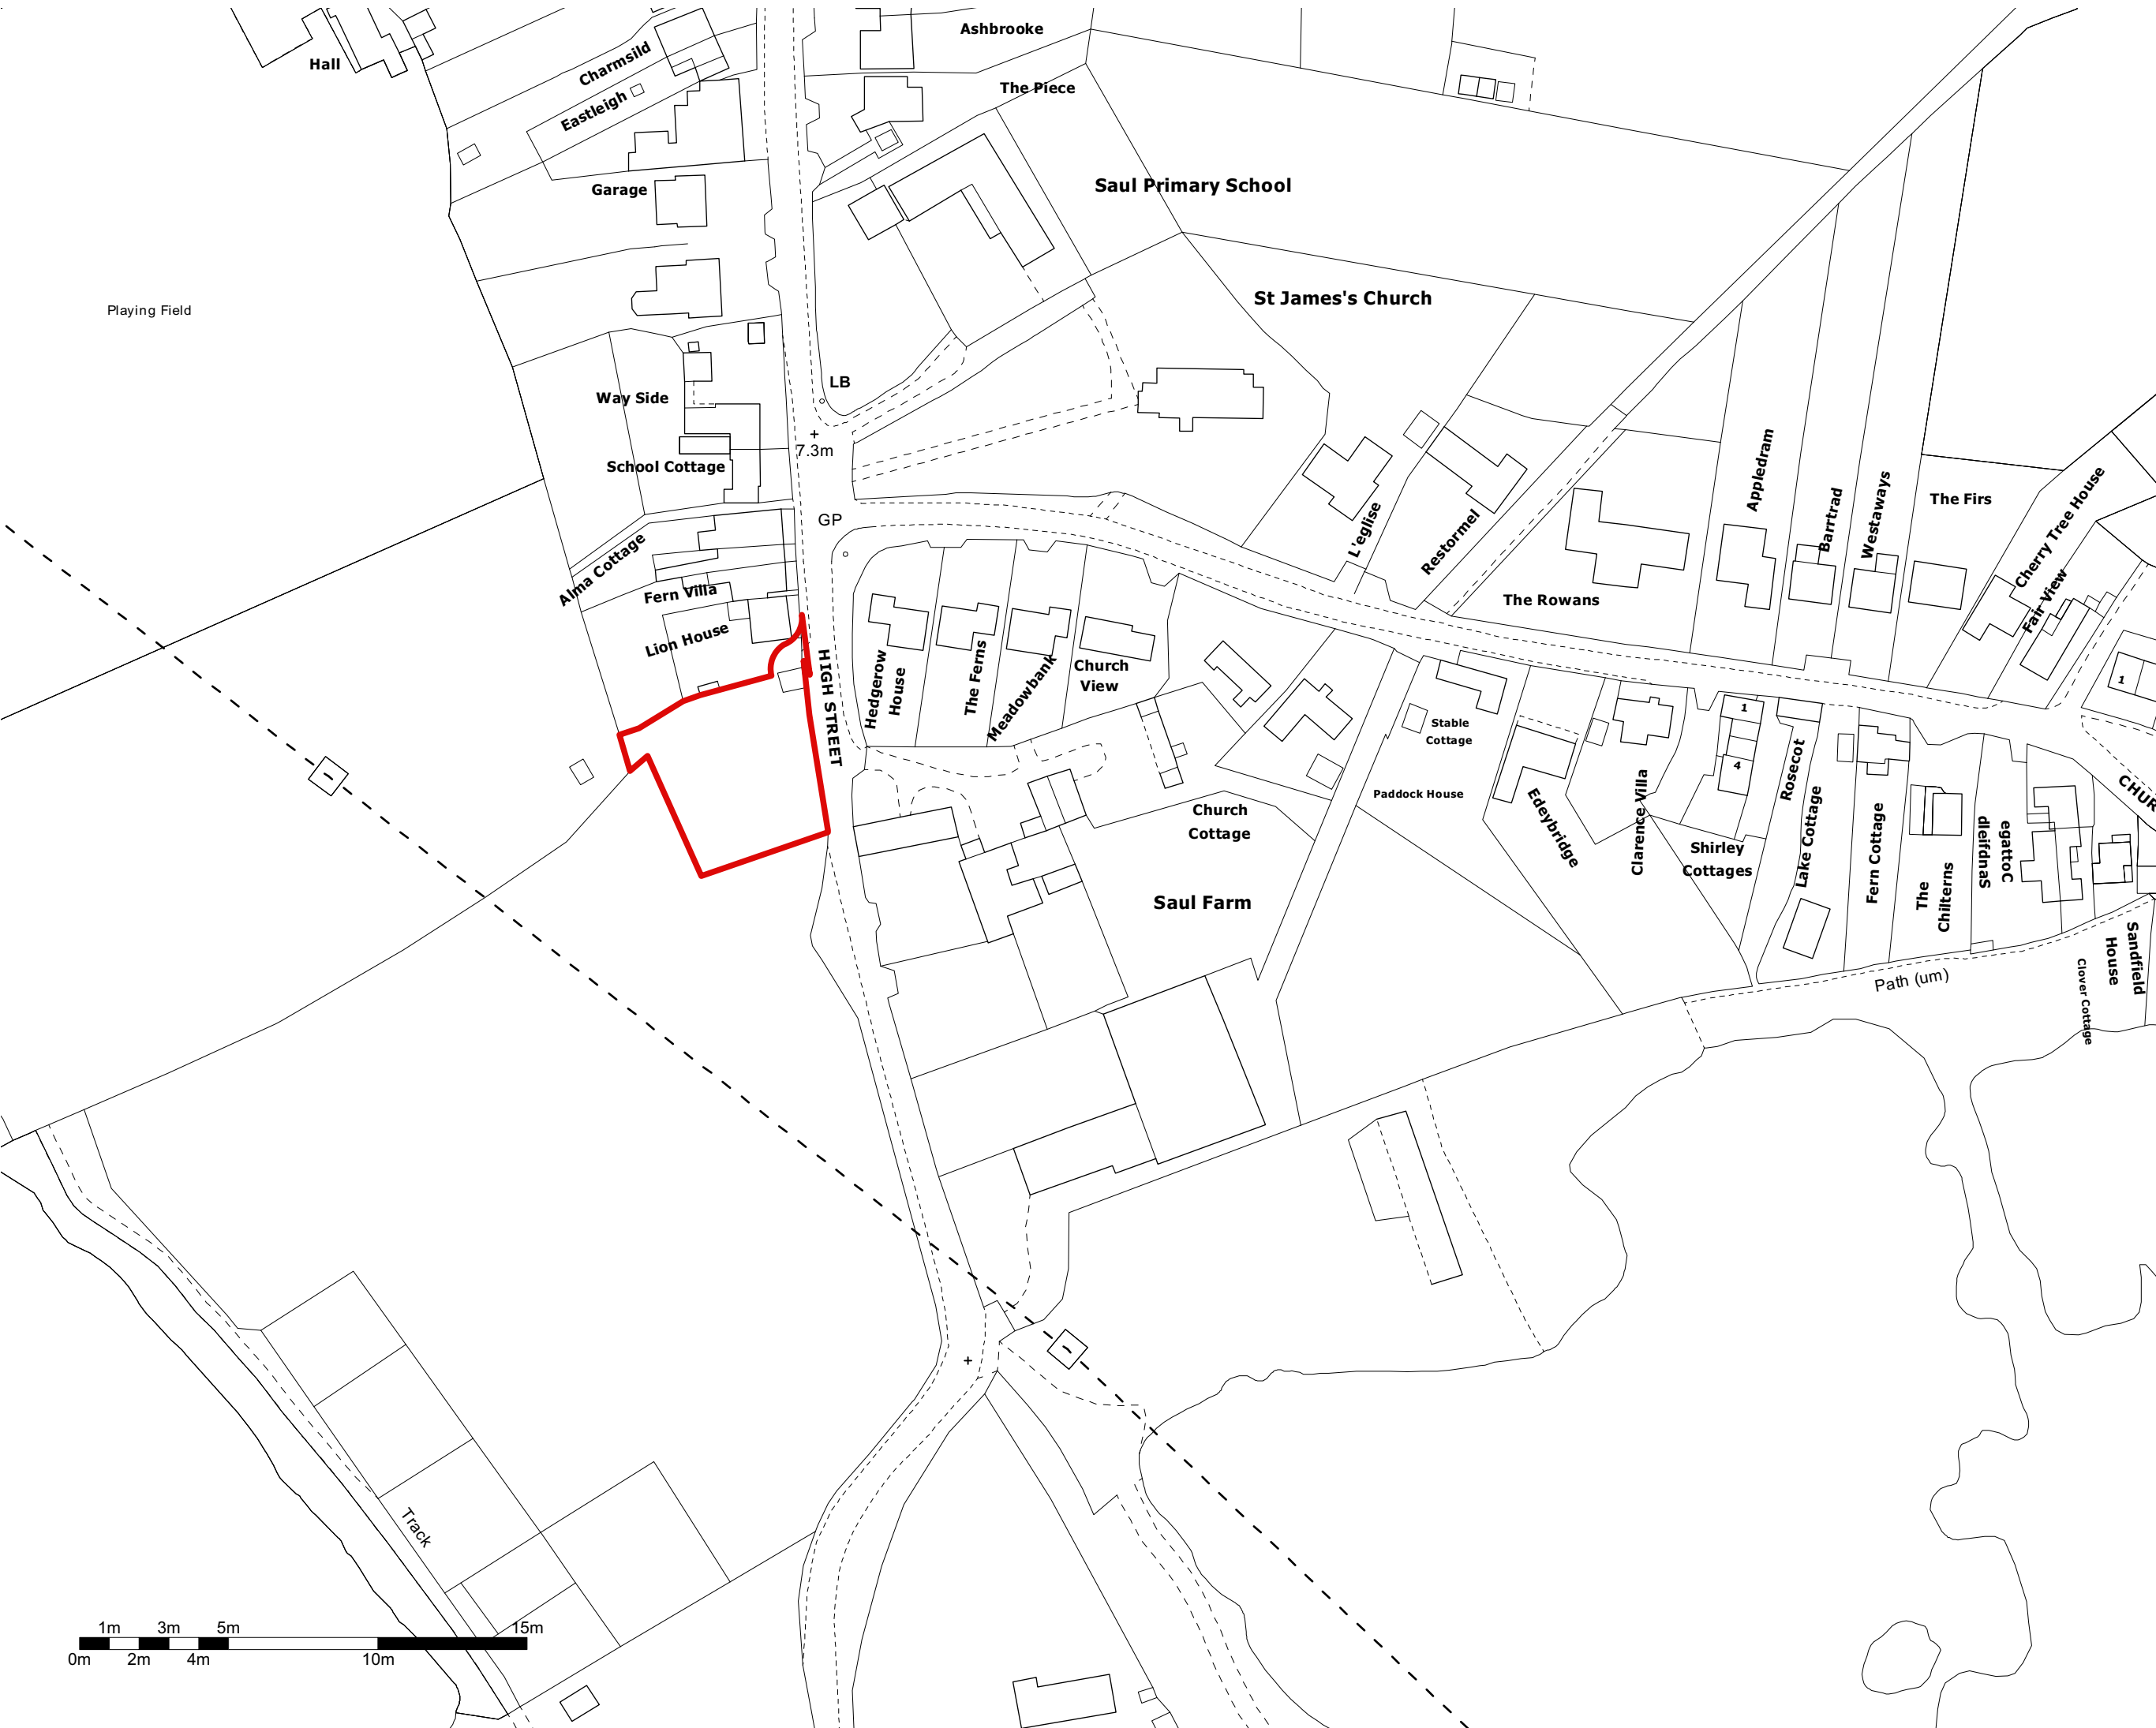 Ashbrooke
Hall
Charmsild
The Piece
Eastleigh
Garage
Saul Primary School
St James's Church
Playing Field
LB
Way Side
7.3m
School Cottage
GP
Alma Cottage
Fern Villa
Lion House
HIGH STREET
Hedgerow
House
The Ferns
Meadowbank
Church
View
L'eglise
Restormel
The Rowans
Appledram
Barrtrad
Westaways
The Firs
Cherry Tree House
Fair View
1
Stable
Cottage
Paddock House
Edeybridge
Clarence Villa
1
4
Shirley
Cottages
Rosecot
Lake Cottage
Fern Cottage
The
Chilterns
Sanpfield
Cottage
CHUR
Church
Cottage
Saul Farm
Sandfield
House
Clover Cottage
Path (um)
Track
1m 3m 5m 15m
0m 2m 4m 10m